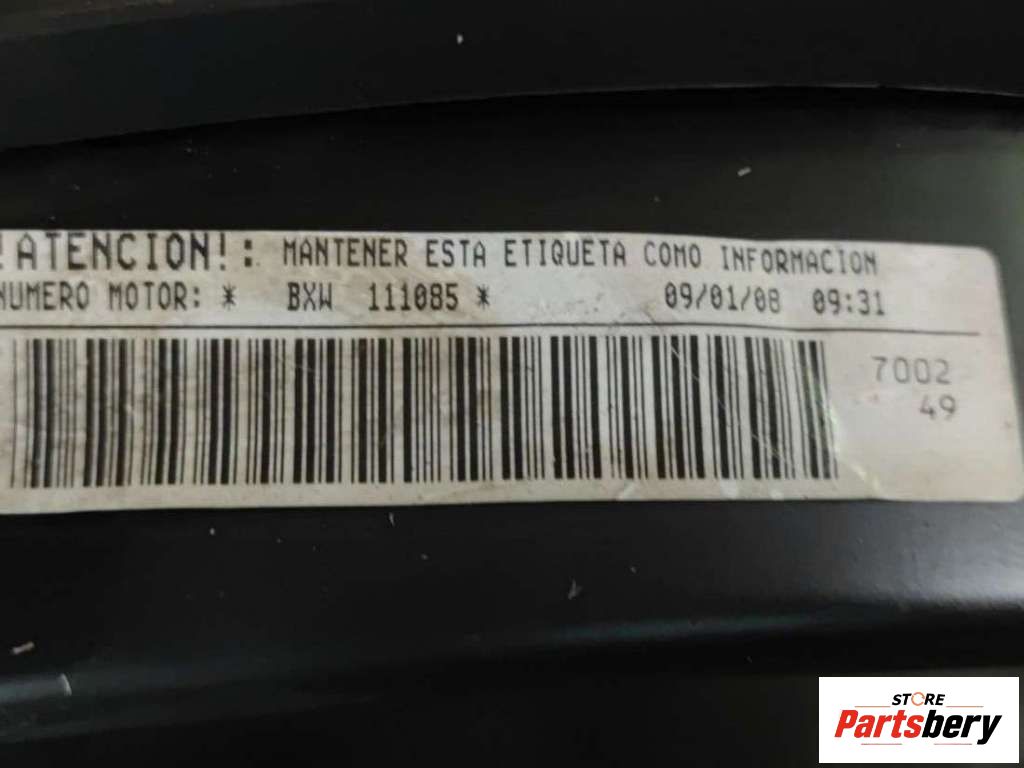 !ATENCION!: MANTENER ESTA ETIQUETA COMO INFORMACION
NUMERO MOTOR: * BXW 111085 * 09/01/08 09:31
7002
49
STORE
Partsbery